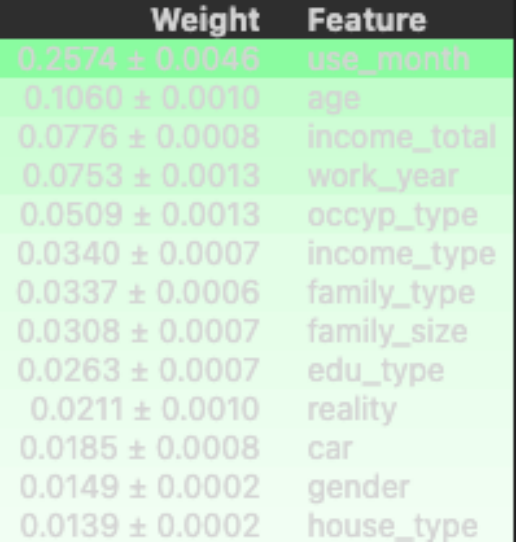 Weight Feature
0.2574 ± 0.0046 use_month
0.1060 ± 0.0010 age
0.0776 ± 0.0008 income_total
0.0753 ± 0.0013 work_year
0.0509 ± 0.0013 occyp_type
0.0340 ± 0.0007 income_type
0.0337 ± 0.0006 family_type
0.0308 ± 0.0007 family_size
0.0263 ± 0.0007 edu_type
0.0211 ± 0.0010 reality
0.0185 ± 0.0008 car
0.0149 ± 0.0002 gender
0.0139 ± 0.0002 house_type